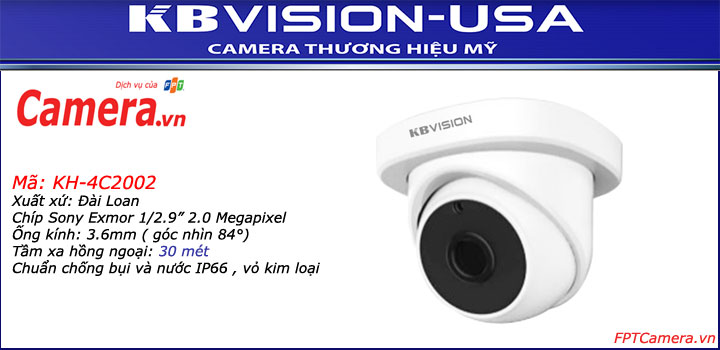 KBVISION-USA
CAMERA THƯƠNG HIỆU MỸ
Dịch vụ của FPT
Camera.vn
KBVISION
Mã: KH-4C2002
Xuất xứ: Đài Loan
Chíp Sony Exmor 1/2.9” 2.0 Megapixel
Ống kính: 3.6mm ( góc nhìn 84°)
Tầm xa hồng ngoại: 30 mét
Chuẩn chống bụi và nước IP66 , vỏ kim loại
FPTCamera.vn